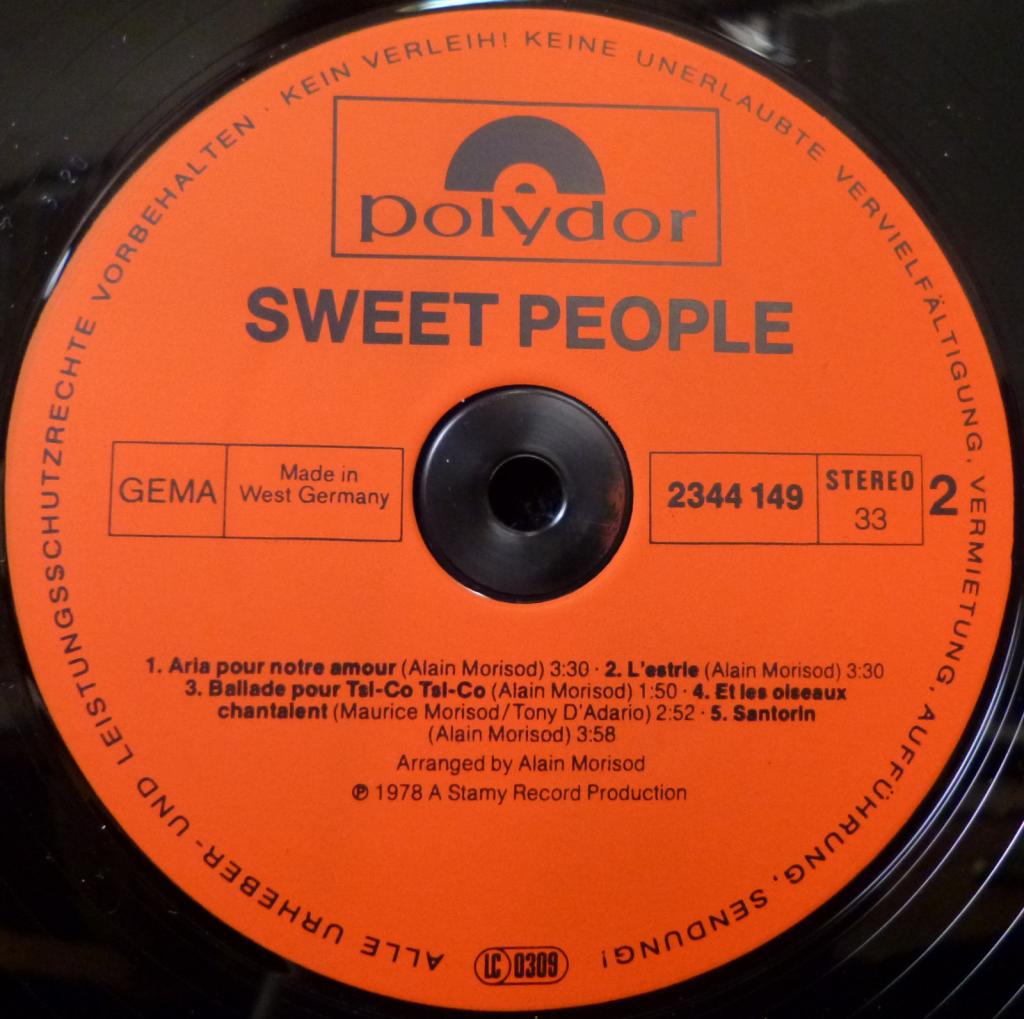 ALLE URHEBER- UND LEISTUNGSSCHUTZRECHTE VORBEHALTEN · KEIN VERLEIH! KEINE UNERLAUBTE VERVIELFÄLTIGUNG, VERMIETUNG, AUFFÜHRUNG, SENDUNG!
polydor
SWEET PEOPLE
GEMA
Made in
West Germany
2344 149
STEREO
33
2
1. Aria pour notre amour (Alain Morisod) 3:30 · 2. L'estrie (Alain Morisod) 3:30
3. Ballade pour Tsi-Co Tsi-Co (Alain Morisod) 1:50 · 4. Et les oiseaux
chantaient (Maurice Morisod/Tony D'Adario) 2:52 · 5. Santorin
(Alain Morisod) 3:58
Arranged by Alain Morisod
℗ 1978 A Stamy Record Production
LC 0309